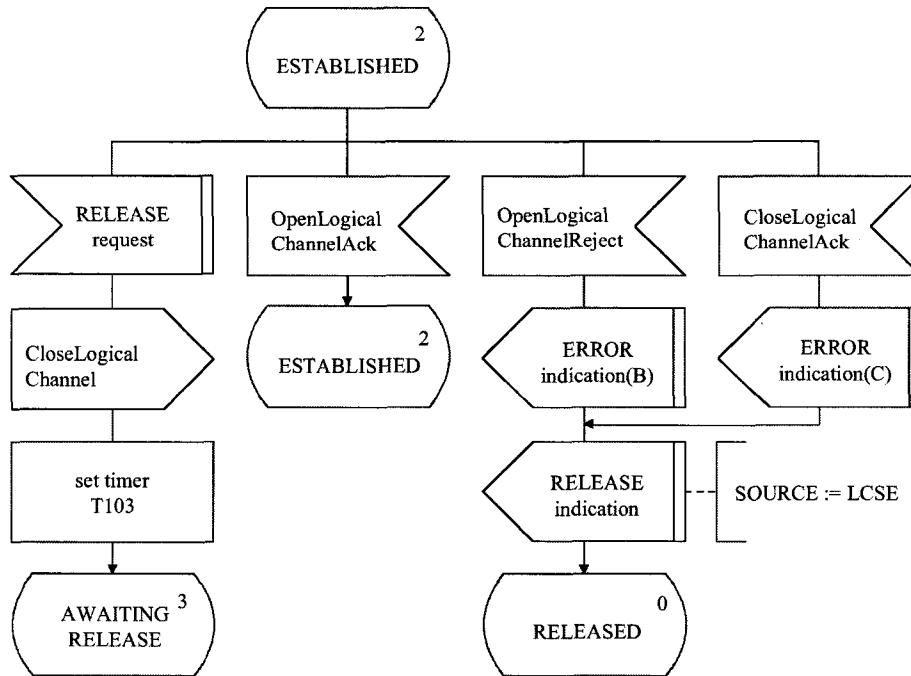 2
ESTABLISHED
RELEASE
request
OpenLogical
ChannelAck
OpenLogical
ChannelReject
CloseLogical
ChannelAck
CloseLogical
Channel
2
ESTABLISHED
ERROR
indication(B)
ERROR
indication(C)
set timer
T103
RELEASE
indication
SOURCE := LCSE
3
AWAITING
RELEASE
0
RELEASED